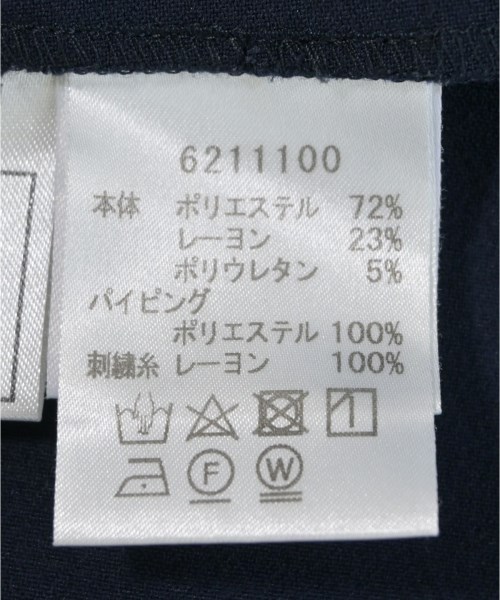 6211100
本体 ポリエステル 72%
レーヨン 23%
ポリウレタン 5%
パイピング
ポリエステル 100%
刺繍糸 レーヨン 100%
F W